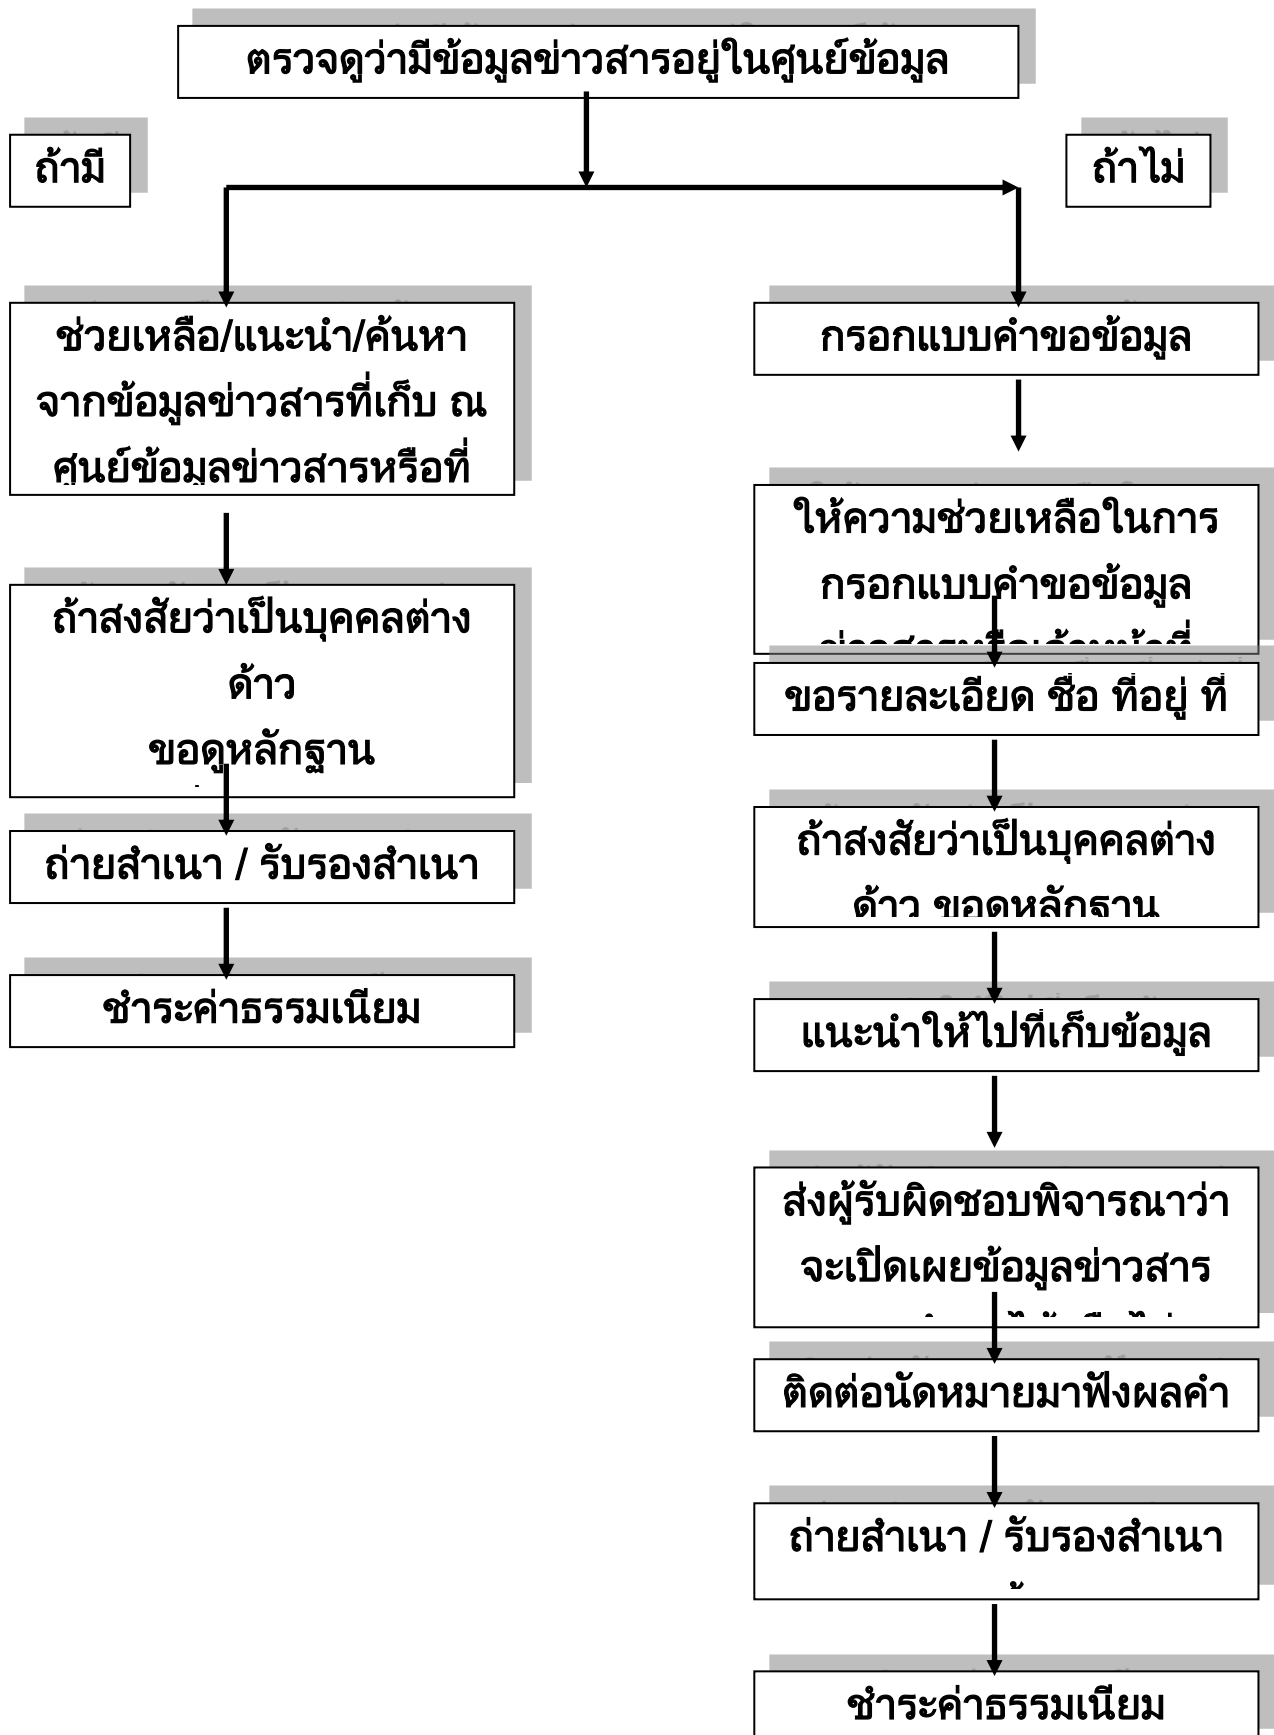 ตรวจดูว่ามีข้อมูลข่าวสารอยู่ในศูนย์ข้อมูล
ถ้ามี
ถ้าไม่
ช่วยเหลือ/แนะนำ/ค้นหา
จากข้อมูลข่าวสารที่เก็บ ณ
ศูนย์ข้อมูลข่าวสารหรือที่
ถ้าสงสัยว่าเป็นบุคคลต่าง
ด้าว
ขอดูหลักฐาน
ถ่ายสำเนา / รับรองสำเนา
ชำระค่าธรรมเนียม
กรอกแบบคำขอข้อมูล
ให้ความช่วยเหลือในการ
กรอกแบบคำขอข้อมูล
ขอรายละเอียด ชื่อ ที่อยู่ ที่
ถ้าสงสัยว่าเป็นบุคคลต่าง
ด้าว ขอดูหลักฐาน
แนะนำให้ไปที่เก็บข้อมูล
ส่งผู้รับผิดชอบพิจารณาว่า
จะเปิดเผยข้อมูลข่าวสาร
ติดต่อนัดหมายมาฟังผลคำ
ถ่ายสำเนา / รับรองสำเนา
ชำระค่าธรรมเนียม